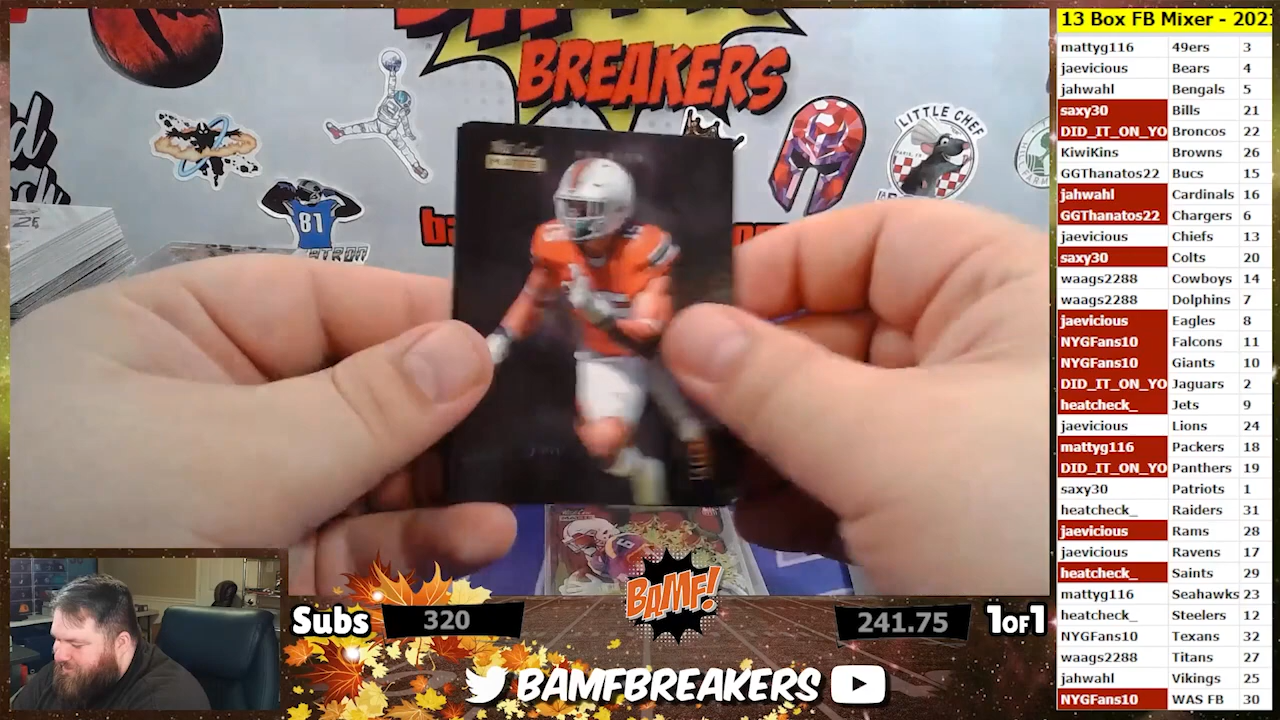 BREAKERS
LITTLE CHEF
81
13 Box FB Mixer - 2021
mattyg116 49ers 3
jaevicious Bears 4
jahwahl Bengals 5
saxy30 Bills 21
DID_IT_ON_YO Broncos 22
KiwiKins Browns 26
GGThanatos22 Bucs 15
jahwahl Cardinals 16
GGThanatos22 Chargers 6
jaevicious Chiefs 13
saxy30 Colts 20
waags2288 Cowboys 14
waags2288 Dolphins 7
jaevicious Eagles 8
NYGFans10 Falcons 11
NYGFans10 Giants 10
DID_IT_ON_YO Jaguars 2
heatcheck_ Jets 9
jaevicious Lions 24
mattyg116 Packers 18
DID_IT_ON_YO Panthers 19
saxy30 Patriots 1
heatcheck_ Raiders 31
jaevicious Rams 28
jaevicious Ravens 17
heatcheck_ Saints 29
mattyg116 Seahawks 23
heatcheck_ Steelers 12
NYGFans10 Texans 32
waags2288 Titans 27
jahwahl Vikings 25
NYGFans10 WAS FB 30
BAMF!
Subs 320
241.75 1OF1
BAMFBREAKERS